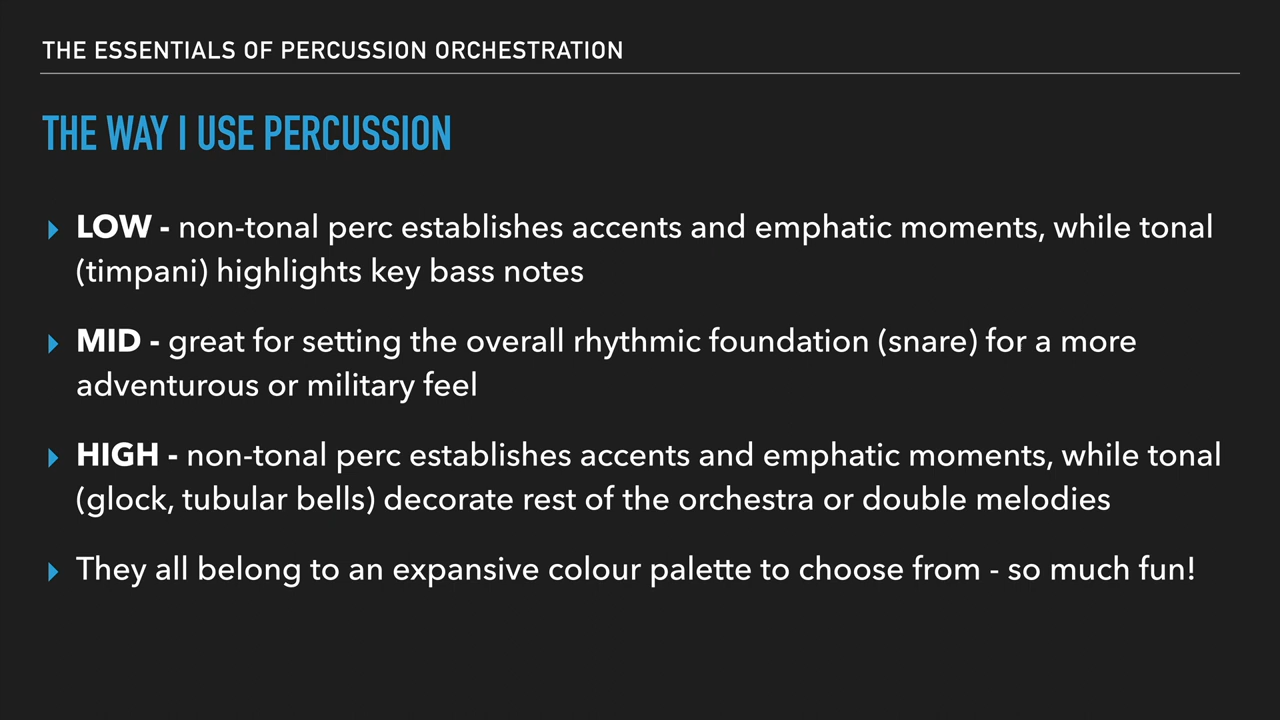 THE ESSENTIALS OF PERCUSSION ORCHESTRATION
THE WAY I USE PERCUSSION
LOW - non-tonal perc establishes accents and emphatic moments, while tonal
(timpani) highlights key bass notes
MID - great for setting the overall rhythmic foundation (snare) for a more
adventurous or military feel
HIGH - non-tonal perc establishes accents and emphatic moments, while tonal
(glock, tubular bells) decorate rest of the orchestra or double melodies
They all belong to an expansive colour palette to choose from - so much fun!